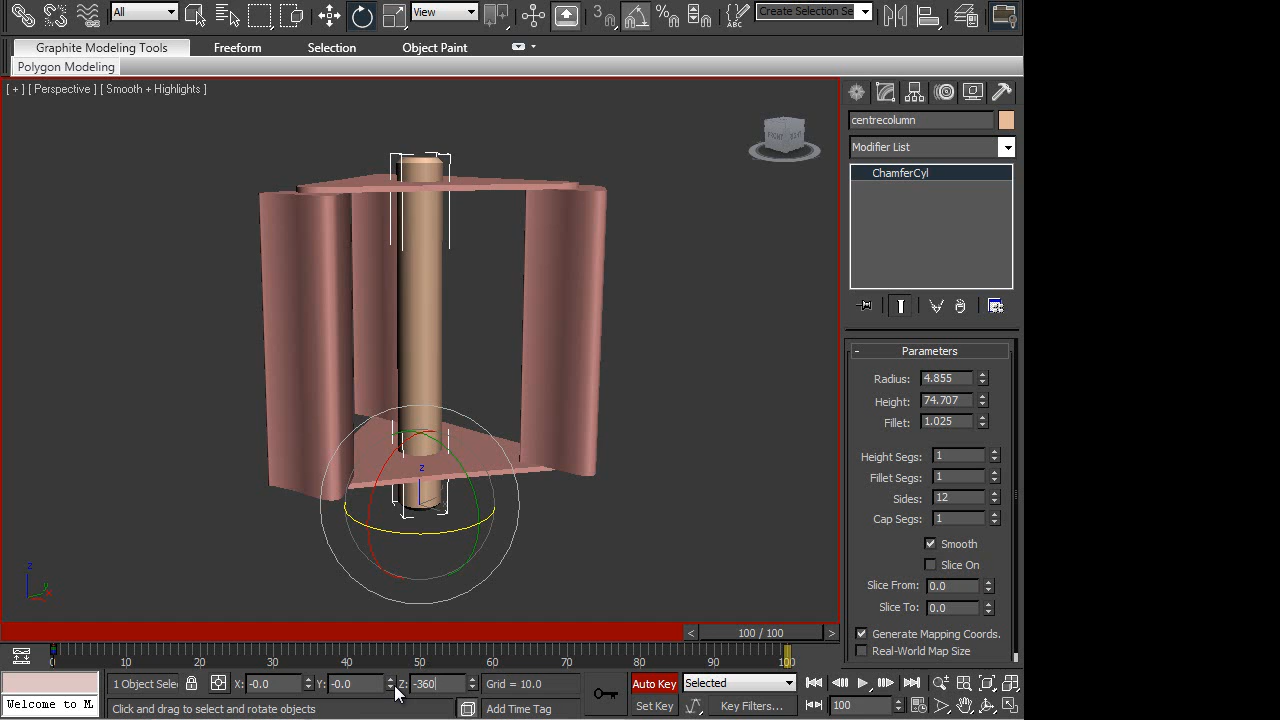 All
View
3
Create Selection Se
Graphite Modeling Tools
Freeform
Selection
Object Paint
Polygon Modeling
[ + ] [ Perspective ] [ Smooth + Highlights ]
centrecolumn
Modifier List
ChamferCyl
- Parameters
Radius: 4.855
Height: 74.707
Fillet: 1.025
Height Segs: 1
Fillet Segs: 1
Sides: 12
Cap Segs: 1
Smooth
Slice On
Slice From: 0.0
Slice To: 0.0
Generate Mapping Coords.
Real-World Map Size
z
z
y
x
< 100 / 100 >
0 10 20 30 40 50 60 70 80 90 100
1 Object Sele X: -0.0 Y: -0.0 Z: -360 Grid = 10.0 Auto Key Selected
Welcome to M. Click and drag to select and rotate objects Add Time Tag Set Key Key Filters... 100